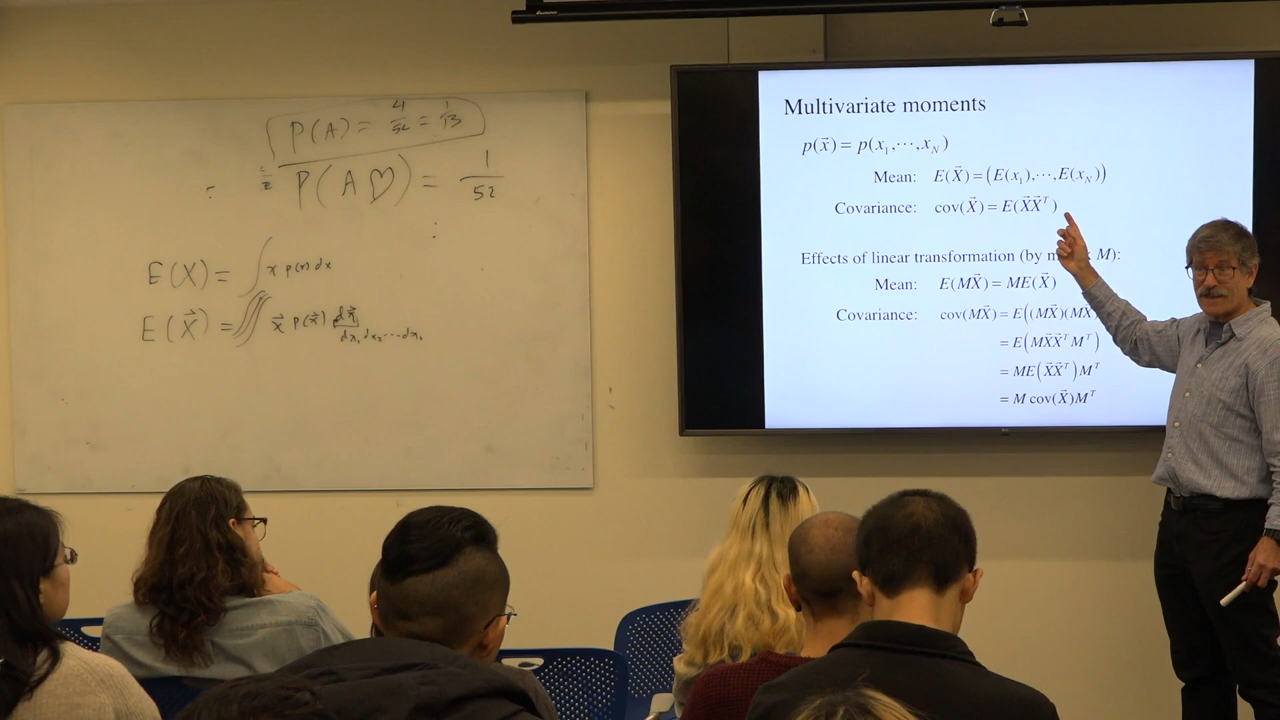 P(A) = 4/52 = 1/13
P(A♡) = 1/52
E(X) = ∫ x p(x) dx
E(X⃗) = ∫∫∫ x⃗ p(x⃗) dx⃗
dx₁ dx₂ ⋯ dxₙ
Multivariate moments
p(x⃗) = p(x₁,⋯,x_N)
Mean: E(X⃗) = (E(x₁),⋯,E(x_N))
Covariance: cov(X⃗) = E(X⃗X⃗ᵀ)
Effects of linear transformation (by M):
Mean: E(MX⃗) = ME(X⃗)
Covariance: cov(MX⃗) = E((MX⃗)(MX⃗
= E(MX⃗X⃗ᵀMᵀ)
= ME(X⃗X⃗ᵀ)Mᵀ
= M cov(X⃗)Mᵀ